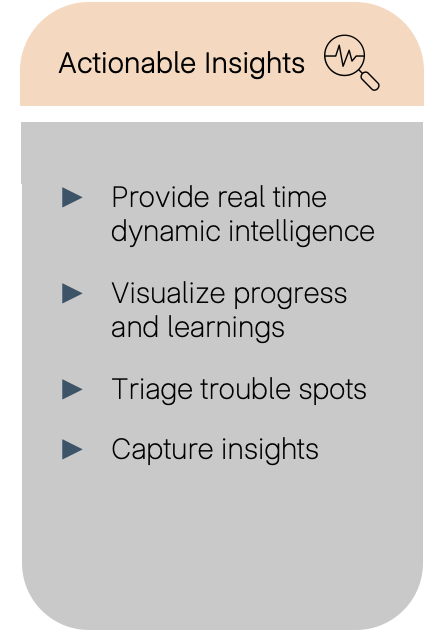 Actionable Insights
Provide real time
dynamic intelligence
Visualize progress
and learnings
Triage trouble spots
Capture insights